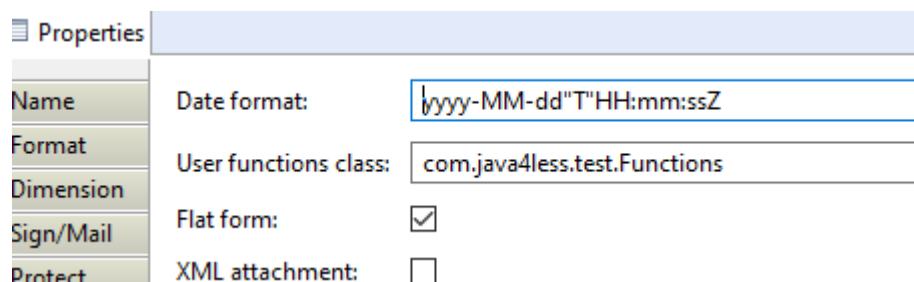 Properties
Name
Date format: yyyy-MM-dd"T"HH:mm:ssZ
Format
User functions class: com.java4less.test.Functions
Dimension
Flat form:
Sign/Mail
Protect
XML attachment: